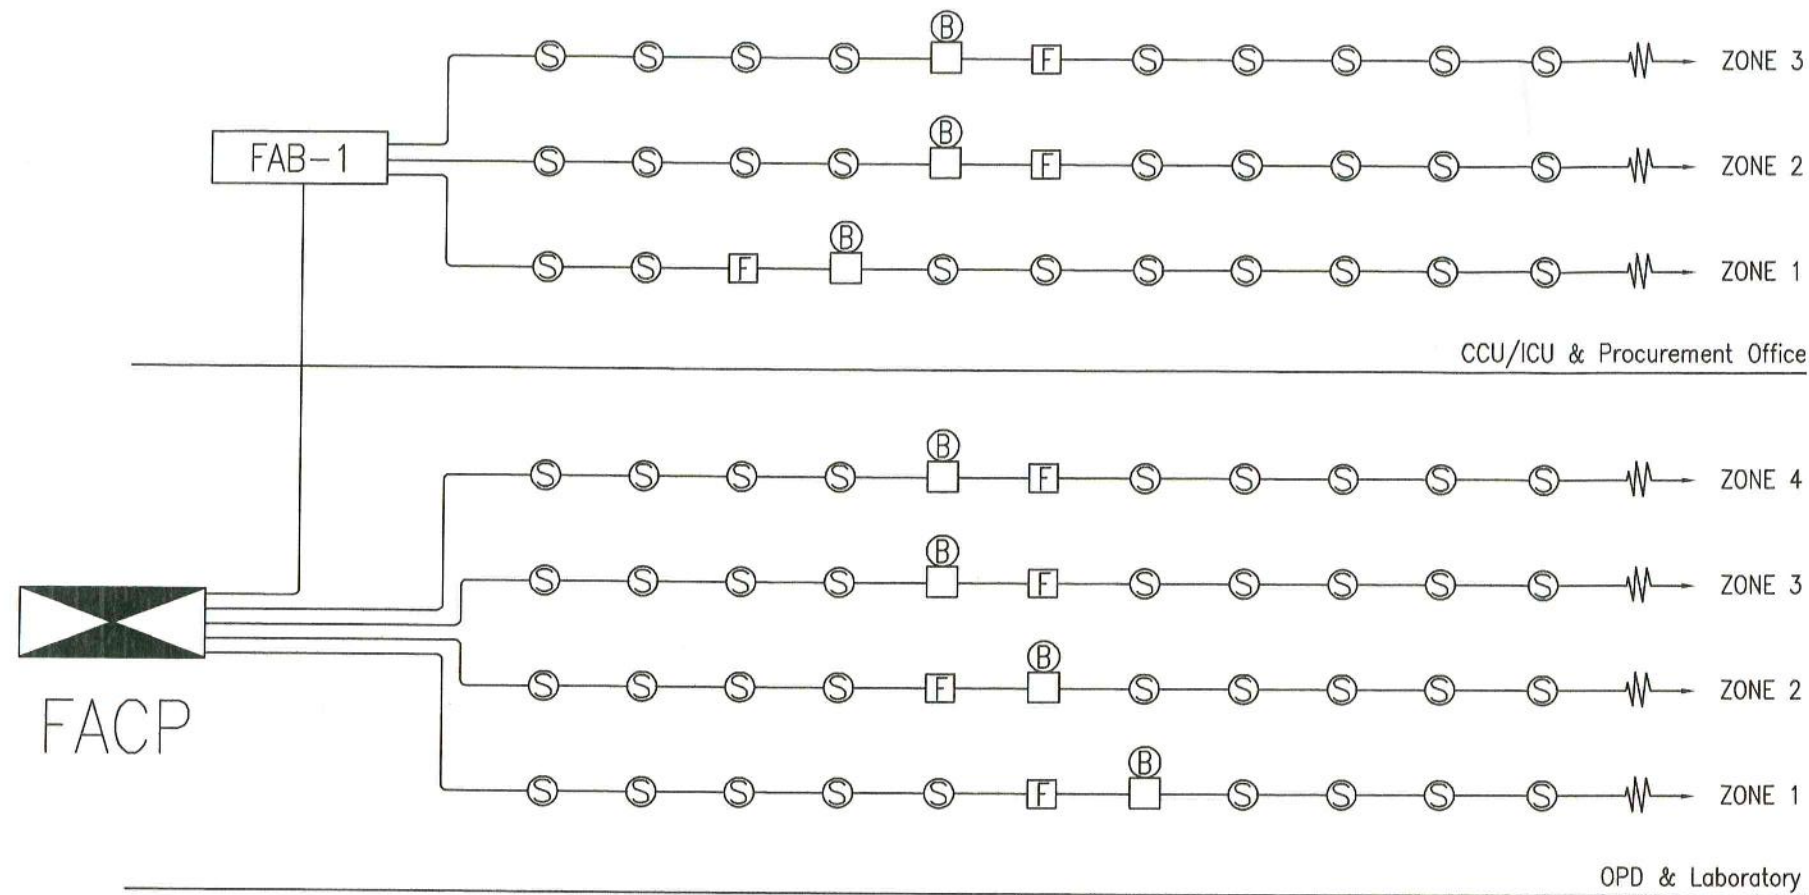 B
S S S S F S S S S S ZONE 3
B
FAB-1 S S S S F S S S S S ZONE 2
B
S S F S S S S S S S ZONE 1
CCU/ICU & Procurement Office
B
S S S S F S S S S S ZONE 4
B
S S S S F S S S S S ZONE 3
B
S S S S F S S S S S ZONE 2
FACP
B
S S S S S F S S S S ZONE 1
OPD & Laboratory